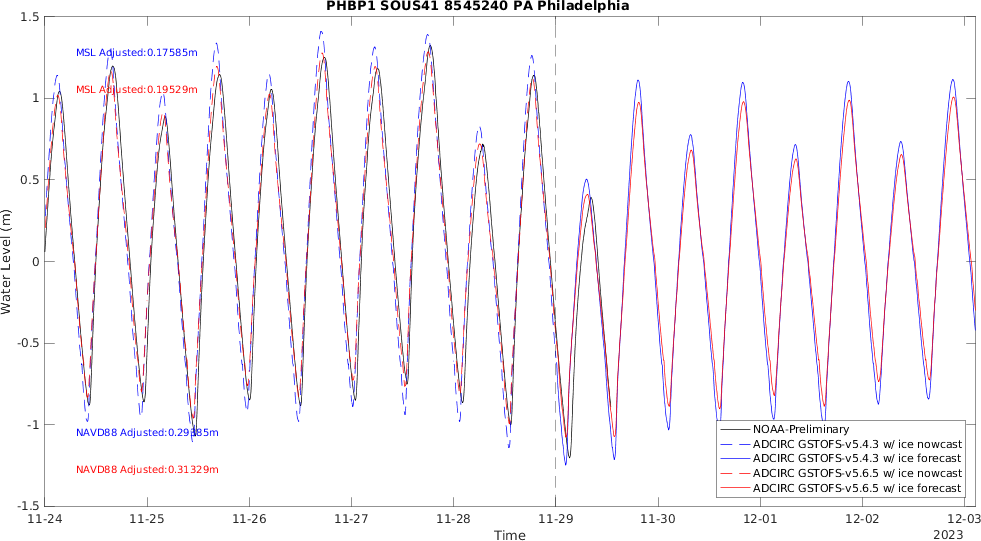 PHBP1 SOUS41 8545240 PA Philadelphia
1.5
1
0.5
0
-0.5
-1
-1.5
Water Level (m)
MSL Adjusted:0.17585m
MSL Adjusted:0.19529m
NAVD88 Adjusted:0.29385m
NAVD88 Adjusted:0.31329m
NOAA-Preliminary
ADCIRC GSTOFS-v5.4.3 w/ ice nowcast
ADCIRC GSTOFS-v5.4.3 w/ ice forecast
ADCIRC GSTOFS-v5.6.5 w/ ice nowcast
ADCIRC GSTOFS-v5.6.5 w/ ice forecast
11-24 11-25 11-26 11-27 11-28 11-29 11-30 12-01 12-02 12-03
Time
2023